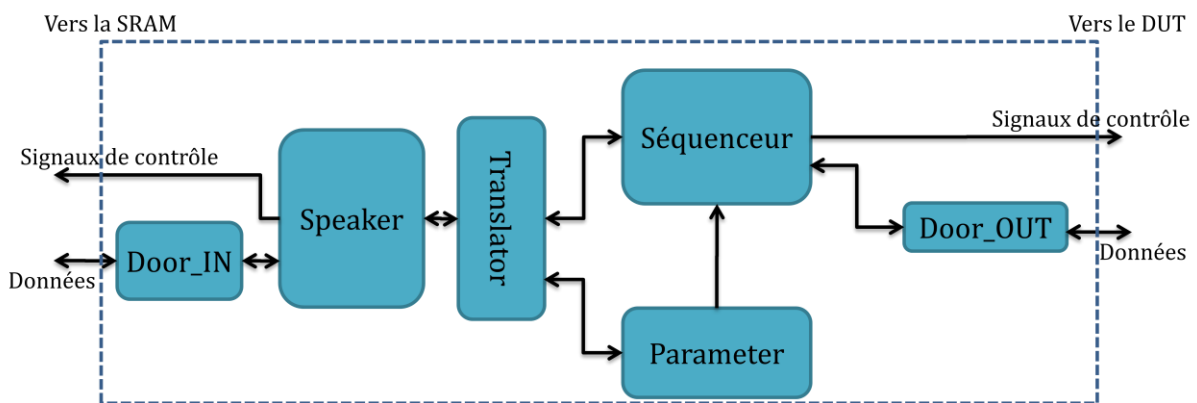 Vers la SRAM
Vers le DUT
Séquenceur
Signaux de contrôle
Signaux de contrôle
Translator
Speaker
Door_IN
Données
Door_OUT
Données
Parameter